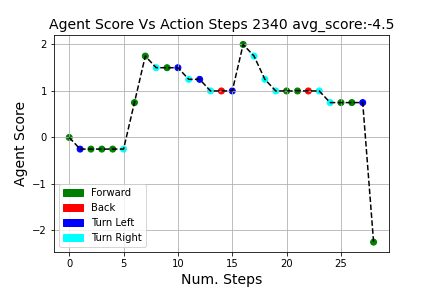 Agent Score Vs Action Steps 2340 avg_score:-4.5
2
1
0
−1
−2
Agent Score
Forward
Back
Turn Left
Turn Right
0 5 10 15 20 25
Num. Steps